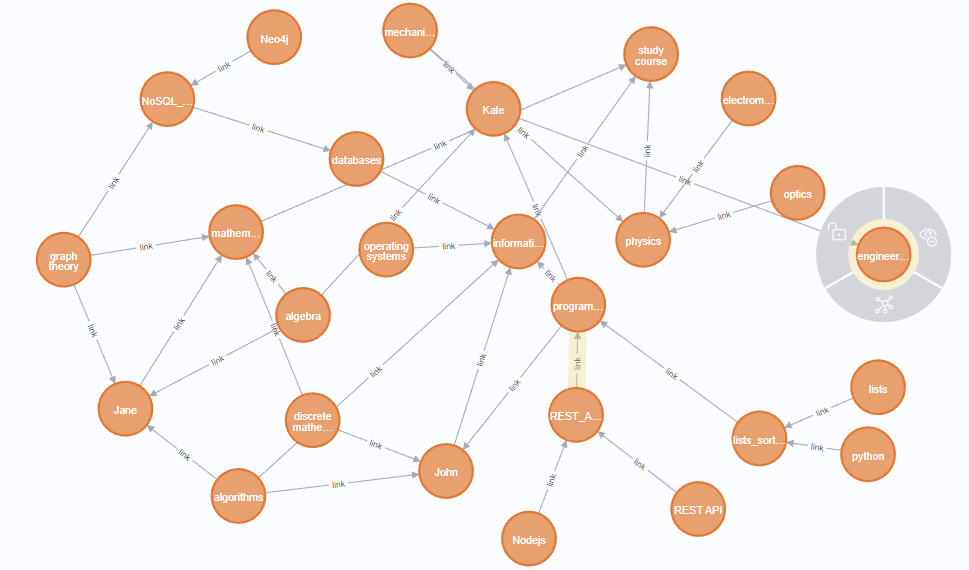 Neo4j
mechani...
study
course
link
link
NoSQL_...
Kate
electrom...
link
databases
link
link
link
link
link
link
link
link
optics
link
link
mathem...
link
operating
systems
link
informati...
physics
link
graph
theory
link
engineer...
link
link
algebra
program...
link
link
link
link
link
link
link
link
link
lists
REST_A...
Jane
discrete
mathe...
link
lists_sort...
link
python
link
link
John
link
link
algorithms
link
link
REST API
Nodejs